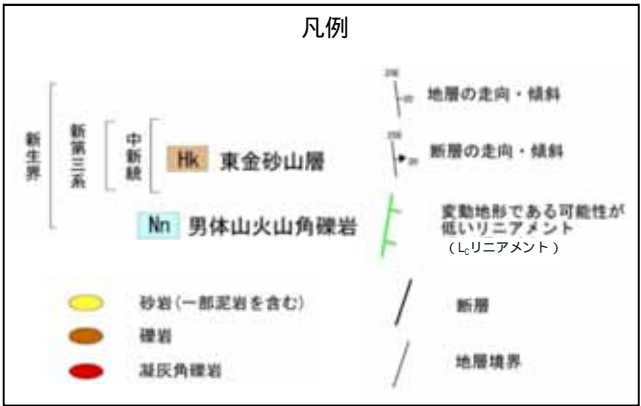 凡例
新生界
新第三系
中新統
Hk 東金砂山層
Nn 男体山火山角礫岩
砂岩(一部泥岩を含む)
礫岩
凝灰角礫岩
地層の走向・傾斜
断層の走向・傾斜
変動地形である可能性が
低いリニアメント
(LCリニアメント)
断層
地層境界